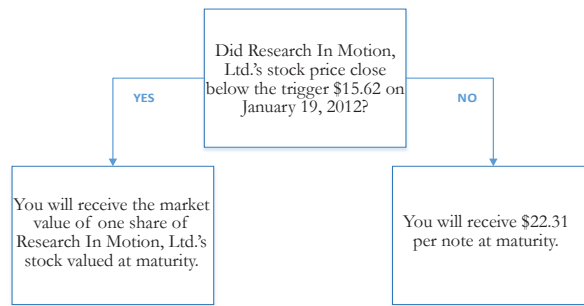 Did Research In Motion,
Ltd.'s stock price close
below the trigger $15.62 on
January 19, 2012?
YES
NO
You will receive the market
value of one share of
Research In Motion, Ltd.'s
stock valued at maturity.
You will receive $22.31
per note at maturity.